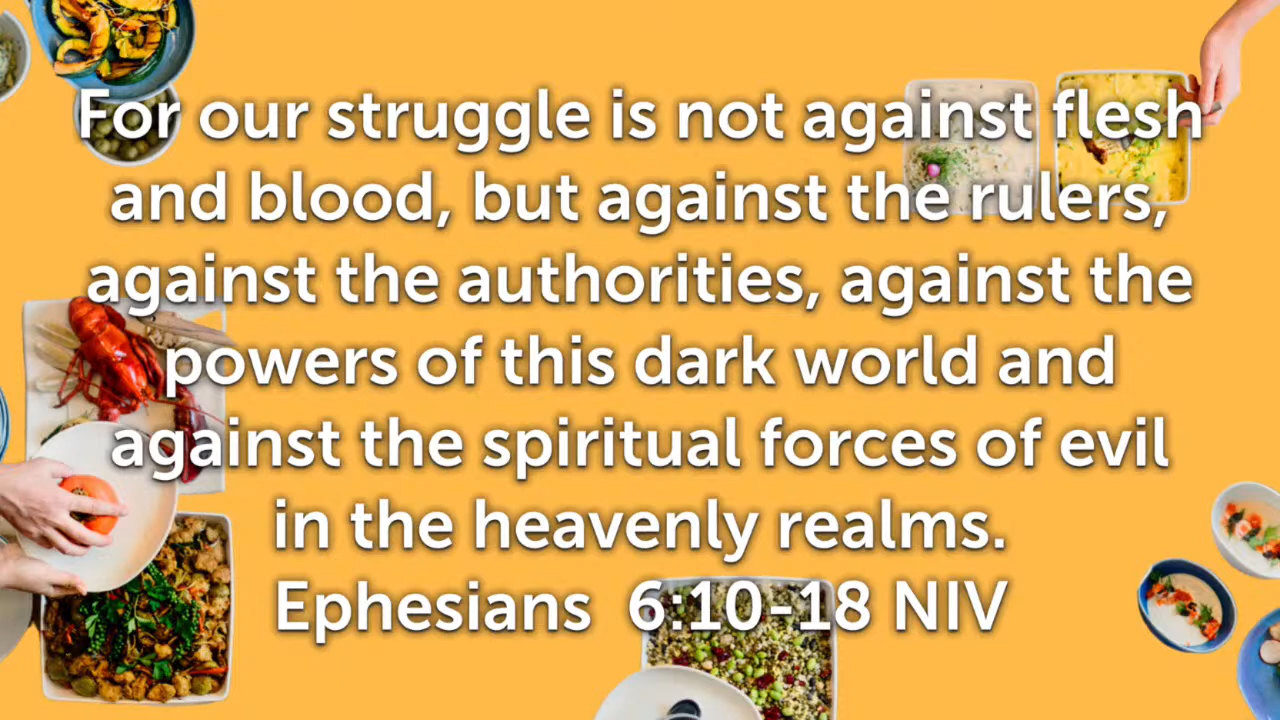 For our struggle is not against flesh
and blood, but against the rulers,
against the authorities, against the
powers of this dark world and
against the spiritual forces of evil
in the heavenly realms.
Ephesians  6:10-18 NIV